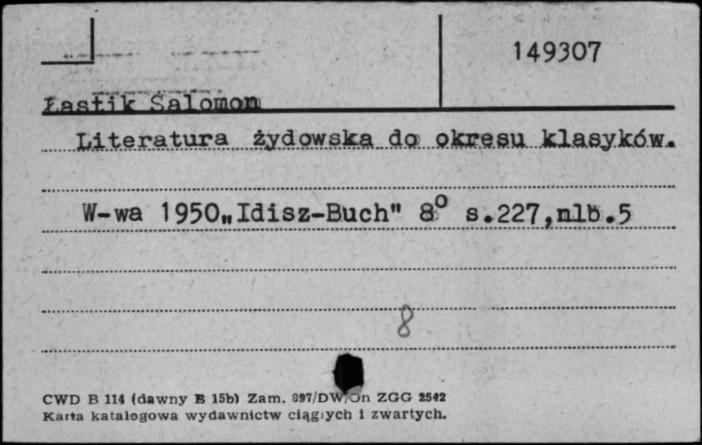 149307
Łastik Salomon
Literatura żydowska do okresu klasyków.
W-wa 1950„Idisz-Buch" 8º s.227,nlb.5
8
CWD B 114 (dawny B 15b) Zam. 897/DW/On ZGG 2542
Karta katalogowa wydawnictw ciągłych i zwartych.